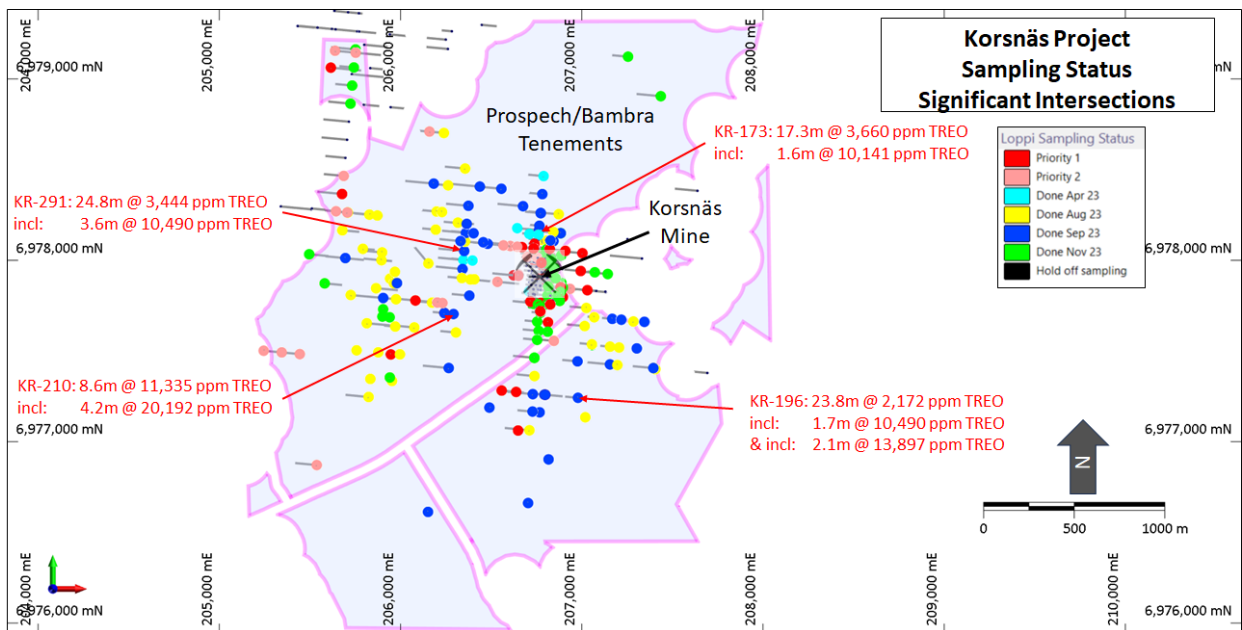 Korsnäs Project
Sampling Status
Significant Intersections
204,000 mE
205,000 mE
206,000 mE
207,000 mE
208,000 mE
6,979,000 mN
mN
Prospech/Bambra
Tenements
KR-173: 17.3m @ 3,660 ppm TREO
incl: 1.6m @ 10,141 ppm TREO
Loppi Sampling Status
Priority 1
Priority 2
Done Apr 23
Done Aug 23
Done Sep 23
Done Nov 23
Hold off sampling
KR-291: 24.8m @ 3,444 ppm TREO
incl: 3.6m @ 10,490 ppm TREO
Korsnäs
Mine
6,978,000 mN
6,978,000 mN
KR-210: 8.6m @ 11,335 ppm TREO
incl: 4.2m @ 20,192 ppm TREO
KR-196: 23.8m @ 2,172 ppm TREO
incl: 1.7m @ 10,490 ppm TREO
& incl: 2.1m @ 13,897 ppm TREO
6,977,000 mN
6,977,000 mN
N
0 500 1000 m
204,000 mE
205,000 mE
206,000 mE
207,000 mE
208,000 mE
209,000 mE
210,000 mE
6,976,000 mN
6,976,000 mN